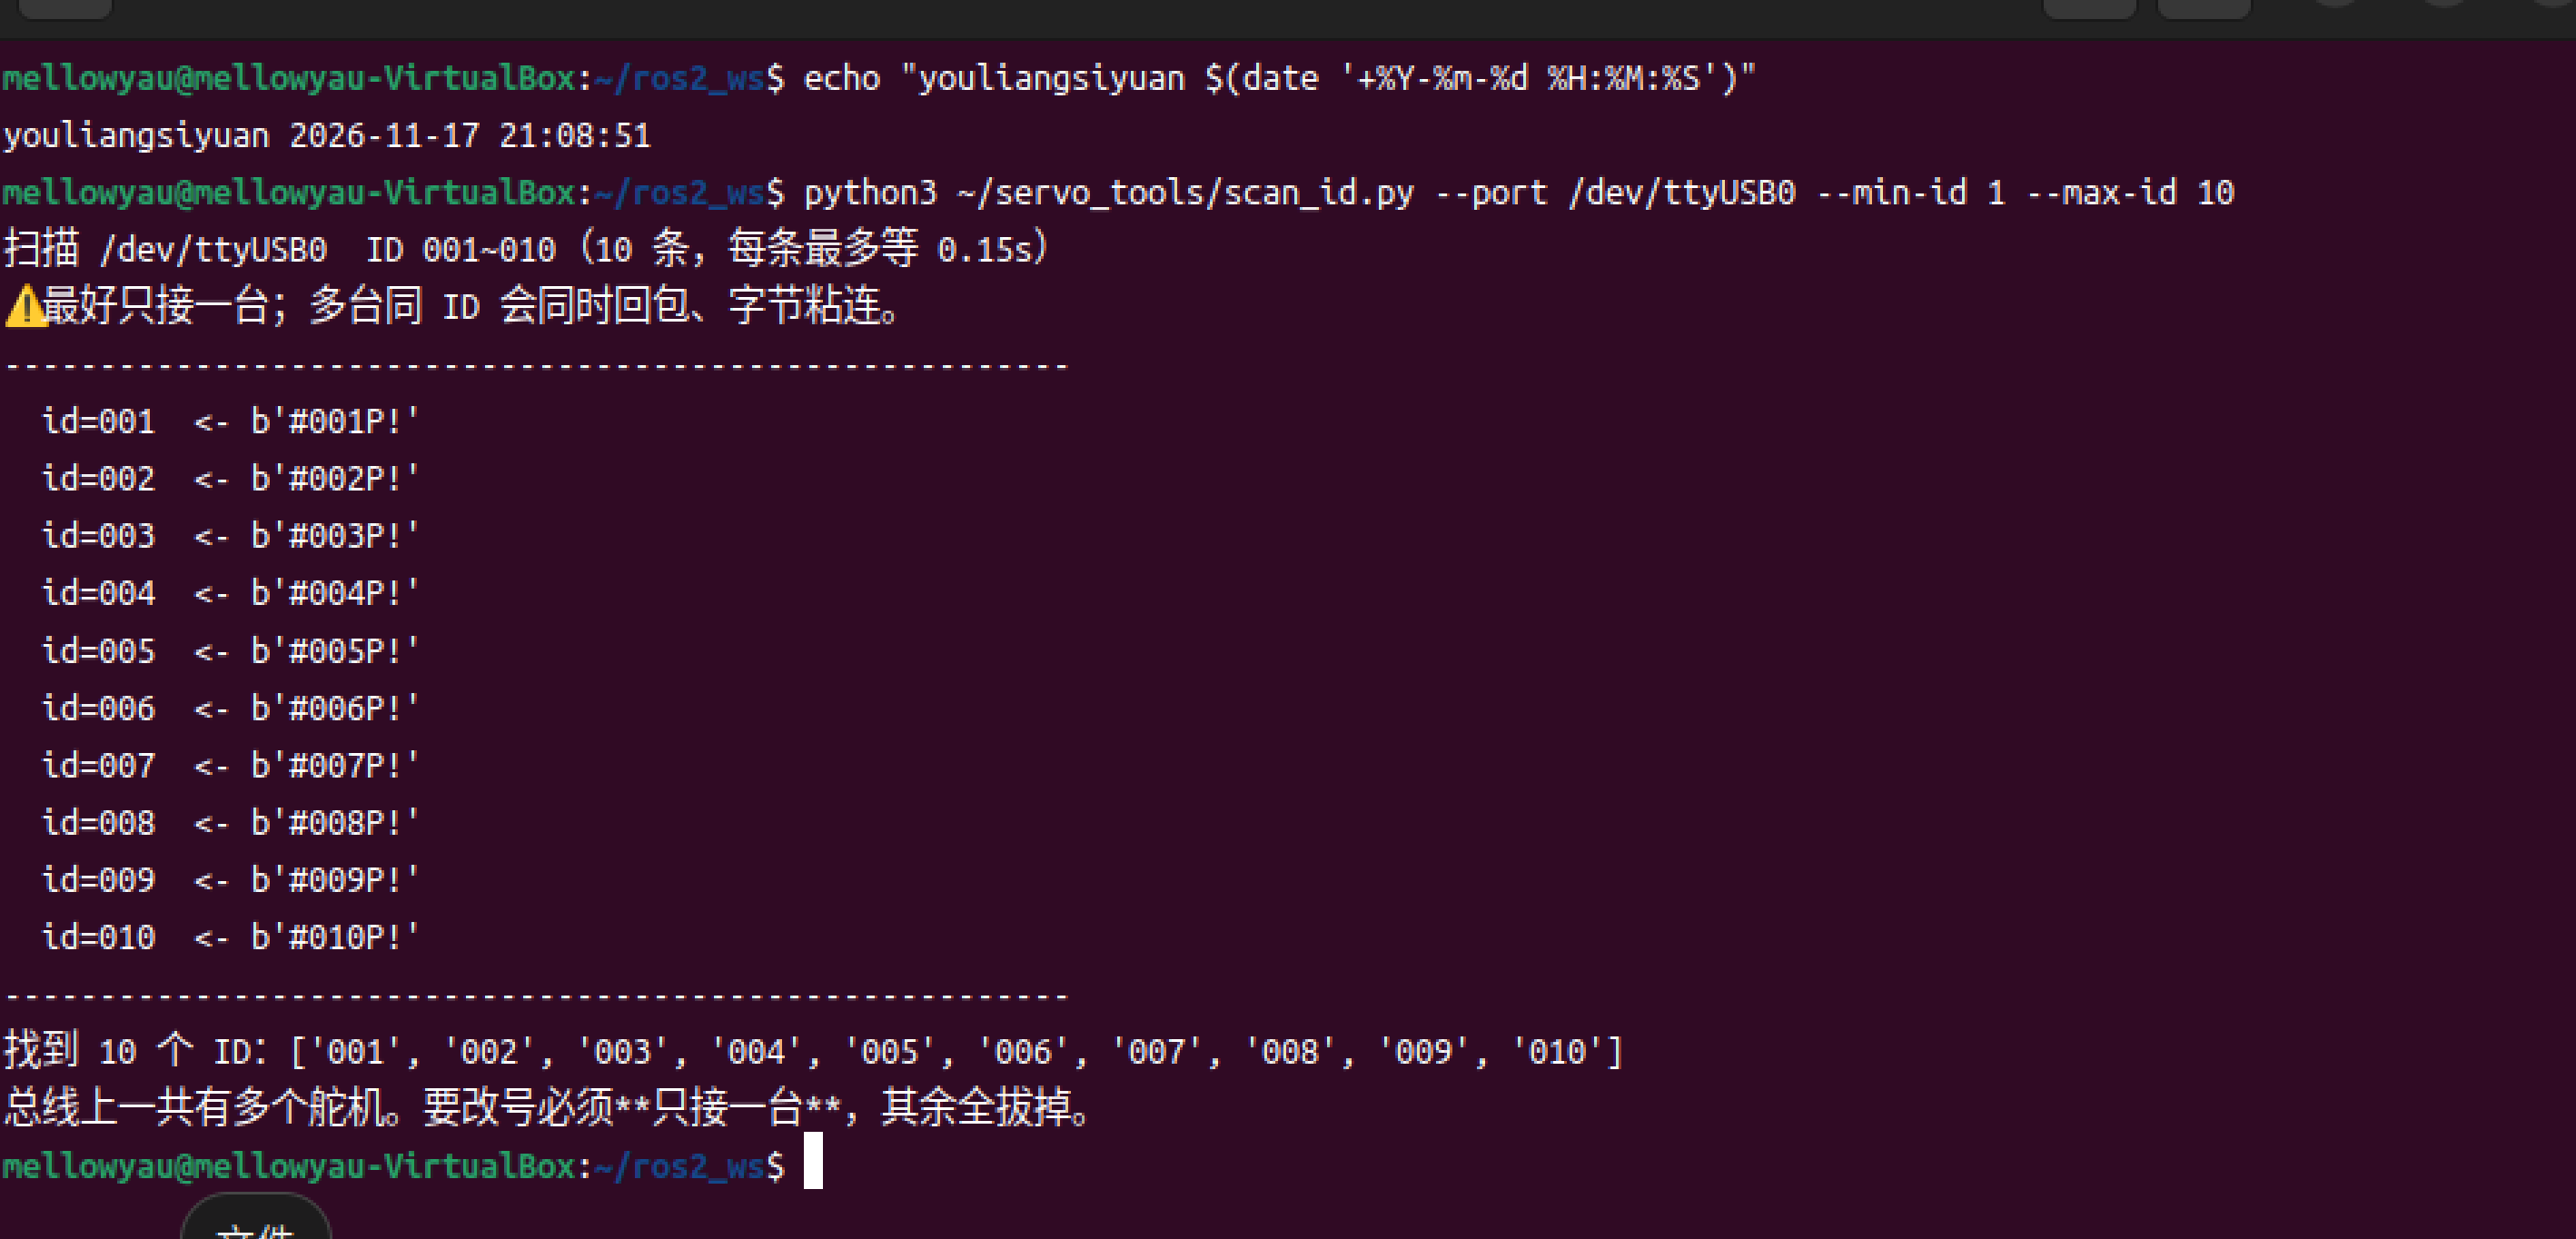 mellowyau@mellowyau-VirtualBox:~/ros2_ws$ echo "youliangsiyuan $(date '+%Y-%m-%d %H:%M:%S')"
youliangsiyuan 2026-11-17 21:08:51
mellowyau@mellowyau-VirtualBox:~/ros2_ws$ python3 ~/servo_tools/scan_id.py --port /dev/ttyUSB0 --min-id 1 --max-id 10
扫描 /dev/ttyUSB0  ID 001~010（10 条，每条最多等 0.15s）
⚠️最好只接一台；多台同 ID 会同时回包、字节粘连。
--------------------------------------------------------
  id=001  <- b'#001P!'
  id=002  <- b'#002P!'
  id=003  <- b'#003P!'
  id=004  <- b'#004P!'
  id=005  <- b'#005P!'
  id=006  <- b'#006P!'
  id=007  <- b'#007P!'
  id=008  <- b'#008P!'
  id=009  <- b'#009P!'
  id=010  <- b'#010P!'
--------------------------------------------------------
找到 10 个 ID：['001', '002', '003', '004', '005', '006', '007', '008', '009', '010']
总线上一共有多个舵机。要改号必须**只接一台**，其余全拔掉。
mellowyau@mellowyau-VirtualBox:~/ros2_ws$
文件